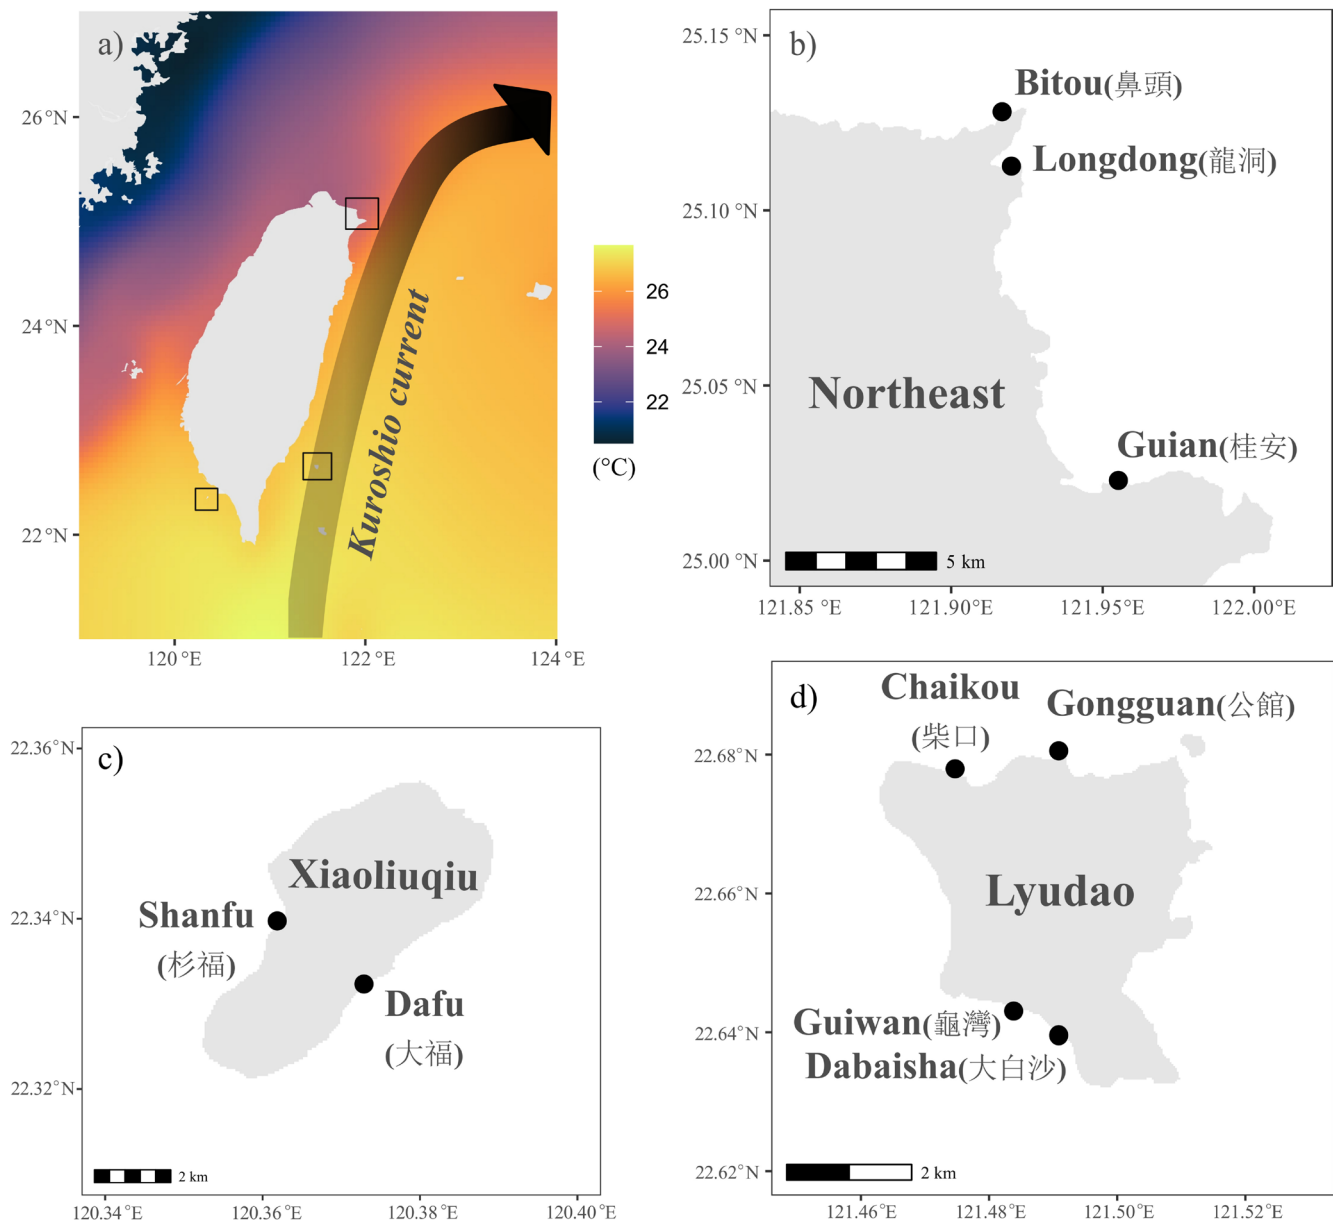 a)
26°N
24°N
22°N
120°E
122°E
124°E
Kuroshio current
26
24
22
(°C)
b)
25.15 °N
25.10 °N
25.05 °N
25.00 °N
121.85°E
121.90°E
121.95°E
122.00°E
Bitou(鼻頭)
Longdong(龍洞)
Northeast
Guian(桂安)
5 km
c)
22.36°N
22.34°N
22.32°N
120.34°E
120.36°E
120.38°E
120.40°E
Xiaoliuqiu
Shanfu
(杉福)
Dafu
(大福)
2 km
d)
22.68°N
22.66°N
22.64°N
22.62°N
121.46°E
121.48°E
121.50°E
121.52°E
Chaikou
(柴口)
Gongguan(公館)
Lyudao
Guiwan(龜灣)
Dabaisha(大白沙)
2 km